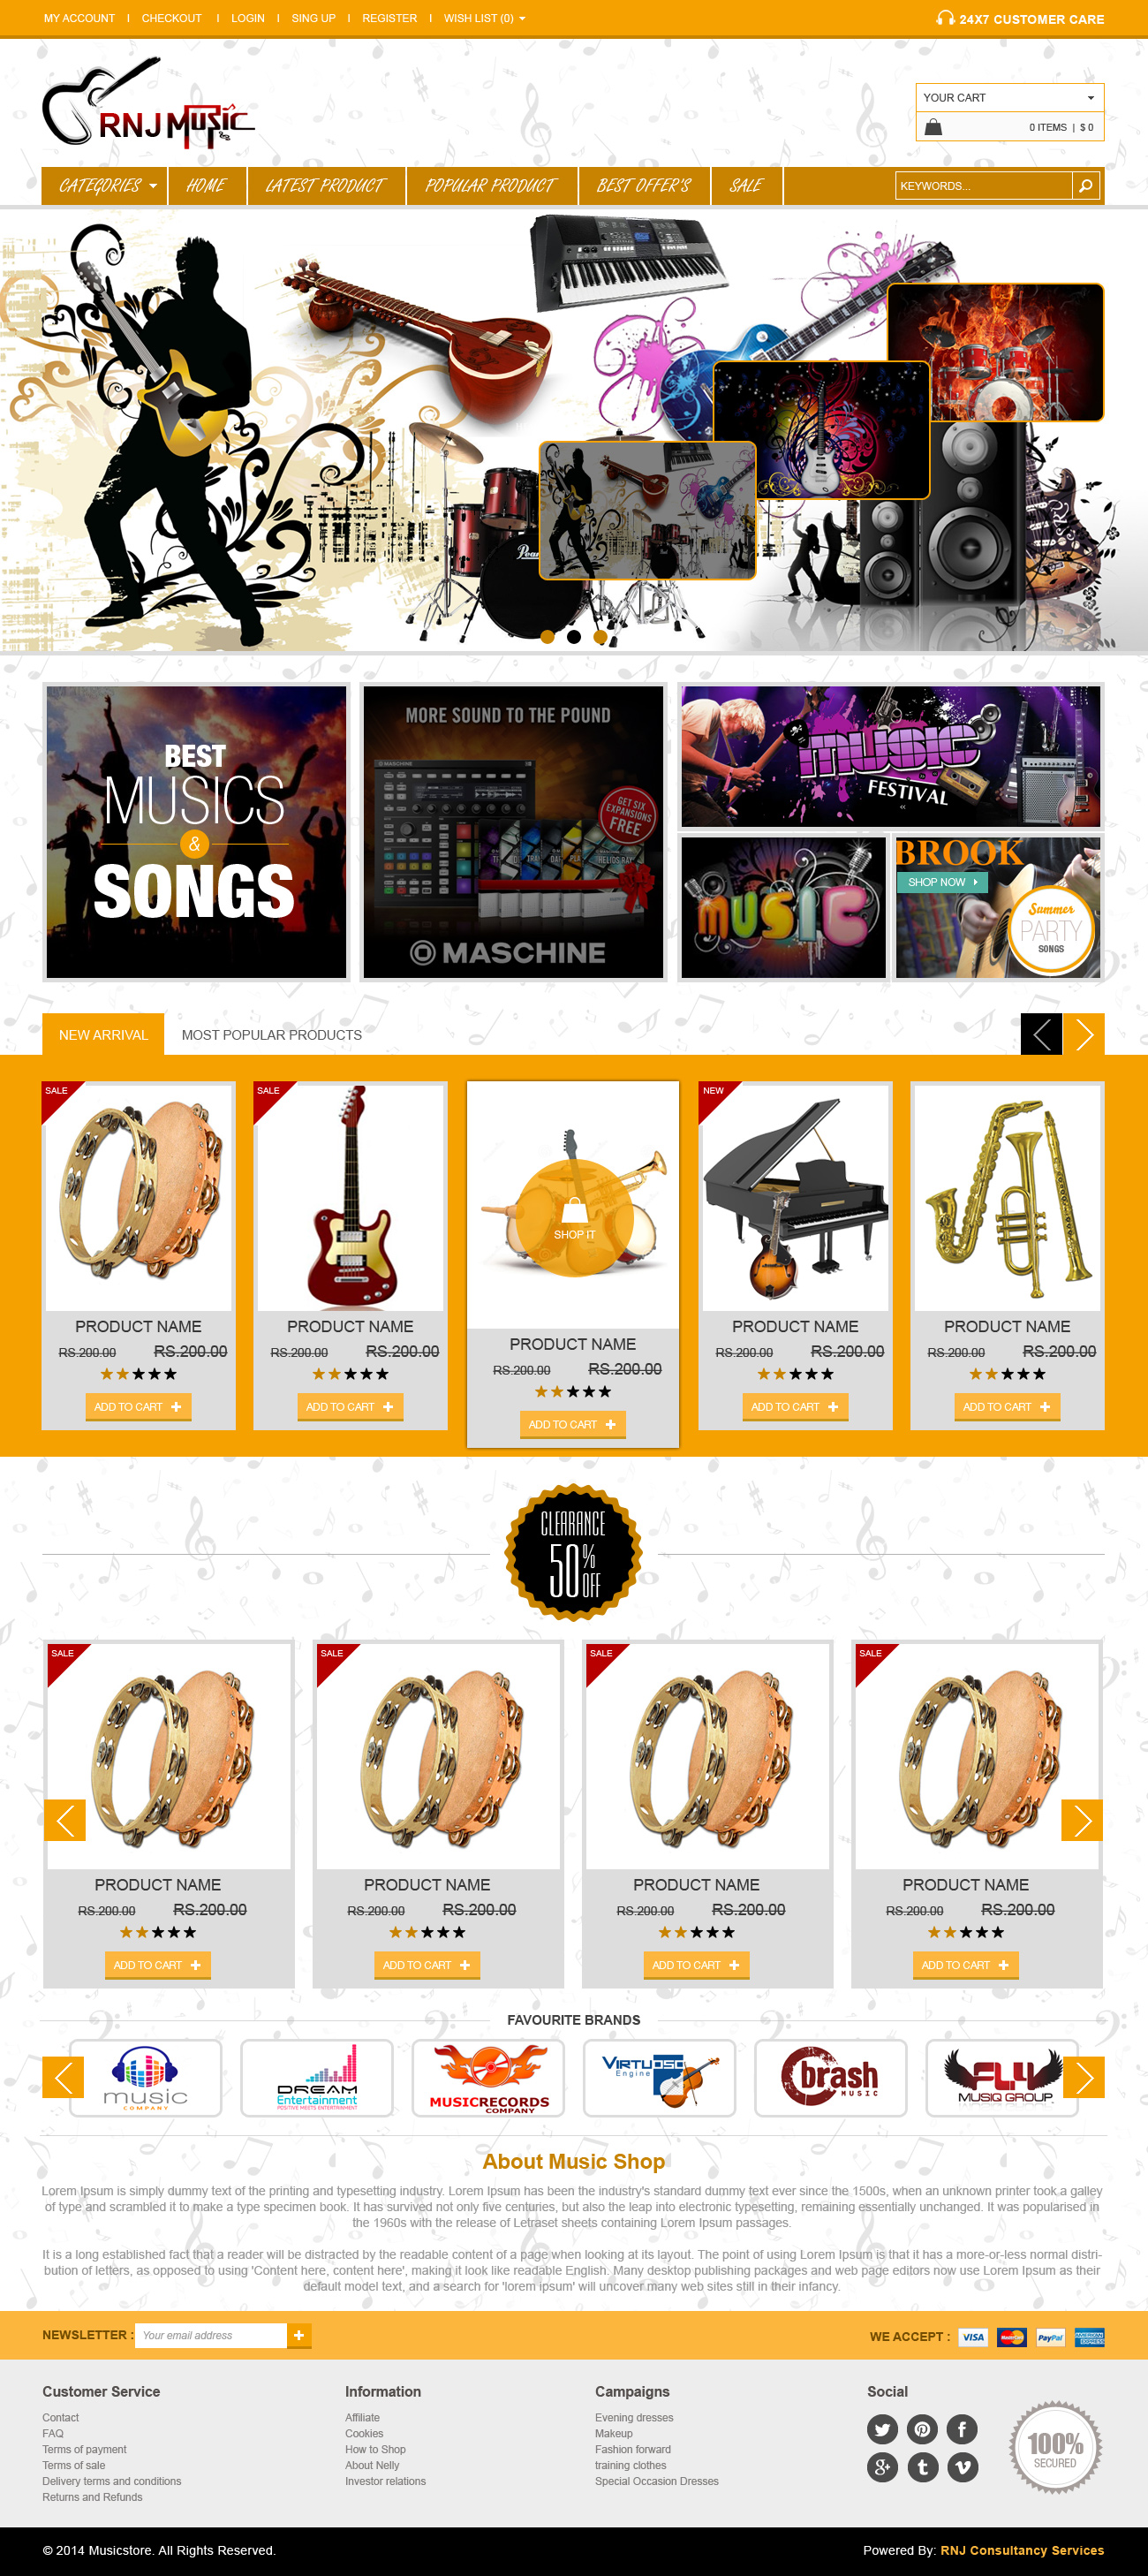 MY ACCOUNT | CHECKOUT | LOGIN | SING UP | REGISTER | WISH LIST (0)
24X7 CUSTOMER CARE
RNJ MUSIC
YOUR CART
0 ITEMS | $ 0
CATEGORIES HOME LATEST PRODUCT POPULAR PRODUCT BEST OFFER'S SALE
KEYWORDS...
BEST
MUSICS
&
SONGS
MORE SOUND TO THE POUND
MASCHINE
GET SIX
EXPANSIONS
FREE
HELIOS RAY
MASCHINE
MUSIC
FESTIVAL
MUSIC
BROOK
SHOP NOW
Summer
PARTY
SONGS
NEW ARRIVAL MOST POPULAR PRODUCTS
SALE
PRODUCT NAME
RS.200.00 RS.200.00
ADD TO CART +
SALE
PRODUCT NAME
RS.200.00 RS.200.00
ADD TO CART +
SHOP IT
PRODUCT NAME
RS.200.00 RS.200.00
ADD TO CART +
NEW
PRODUCT NAME
RS.200.00 RS.200.00
ADD TO CART +
PRODUCT NAME
RS.200.00 RS.200.00
ADD TO CART +
CLEARANCE
50% OFF
SALE
PRODUCT NAME
RS.200.00 RS.200.00
ADD TO CART +
SALE
PRODUCT NAME
RS.200.00 RS.200.00
ADD TO CART +
SALE
PRODUCT NAME
RS.200.00 RS.200.00
ADD TO CART +
SALE
PRODUCT NAME
RS.200.00 RS.200.00
ADD TO CART +
FAVOURITE BRANDS
music
COMPANY
DREAM
Entertainment
POSITIVE MEETS ENTERTAINMENT
MUSICRECORDS
COMPANY
VIRTUOSO
Engine
brash
MUSIC
FLY
MUSIQ GROUP
About Music Shop
Lorem Ipsum is simply dummy text of the printing and typesetting industry. Lorem Ipsum has been the industry's standard dummy text ever since the 1500s, when an unknown printer took a galley
of type and scrambled it to make a type specimen book. It has survived not only five centuries, but also the leap into electronic typesetting, remaining essentially unchanged. It was popularised in
the 1960s with the release of Letraset sheets containing Lorem Ipsum passages.
It is a long established fact that a reader will be distracted by the readable content of a page when looking at its layout. The point of using Lorem Ipsum is that it has a more-or-less normal distri-
bution of letters, as opposed to using 'Content here, content here', making it look like readable English. Many desktop publishing packages and web page editors now use Lorem Ipsum as their
default model text, and a search for 'lorem ipsum' will uncover many web sites still in their infancy.
NEWSLETTER : Your email address +
WE ACCEPT : VISA MasterCard PayPal AMERICAN EXPRESS
Customer Service
Contact
FAQ
Terms of payment
Terms of sale
Delivery terms and conditions
Returns and Refunds
Information
Affiliate
Cookies
How to Shop
About Nelly
Investor relations
Campaigns
Evening dresses
Makeup
Fashion forward
training clothes
Special Occasion Dresses
Social
100%
SECURED
© 2014 Musicstore. All Rights Reserved.
Powered By: RNJ Consultancy Services